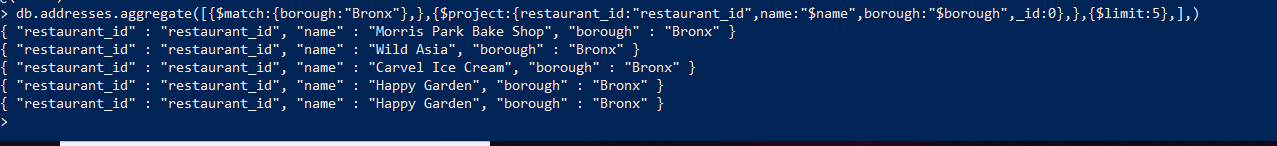 > db.addresses.aggregate([{$match:{borough:"Bronx"},},{$project:{restaurant_id:"restaurant_id",name:"$name",borough:"$borough",_id:0},},{$limit:5},],)
{ "restaurant_id" : "restaurant_id", "name" : "Morris Park Bake Shop", "borough" : "Bronx" }
{ "restaurant_id" : "restaurant_id", "name" : "Wild Asia", "borough" : "Bronx" }
{ "restaurant_id" : "restaurant_id", "name" : "Carvel Ice Cream", "borough" : "Bronx" }
{ "restaurant_id" : "restaurant_id", "name" : "Happy Garden", "borough" : "Bronx" }
{ "restaurant_id" : "restaurant_id", "name" : "Happy Garden", "borough" : "Bronx" }
>